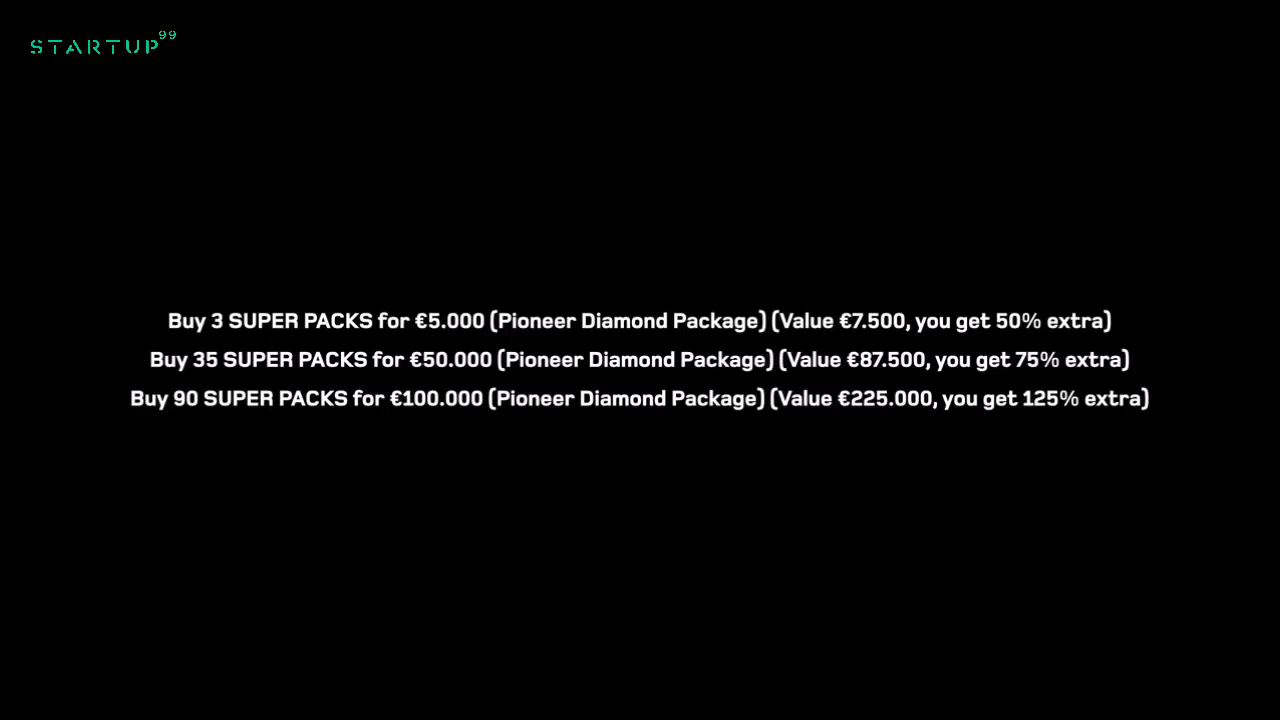 STARTUP99
Buy 3 SUPER PACKS for €5.000 (Pioneer Diamond Package) (Value €7.500, you get 50% extra)
Buy 35 SUPER PACKS for €50.000 (Pioneer Diamond Package) (Value €87.500, you get 75% extra)
Buy 90 SUPER PACKS for €100.000 (Pioneer Diamond Package) (Value €225.000, you get 125% extra)